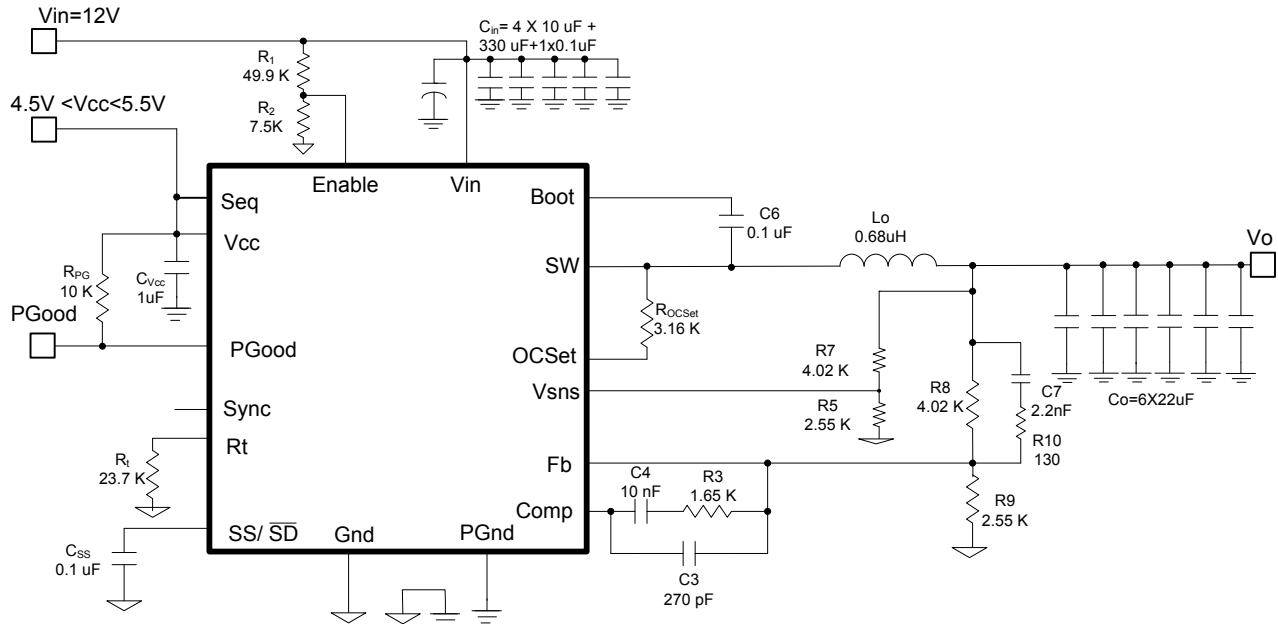 Vin=12V
Cin= 4 X 10 uF +
330 uF+1x0.1uF
R1
49.9 K
4.5V <Vcc<5.5V
R2
7.5K
Enable
Vin
Boot
Seq
C6
0.1 uF
Lo
0.68uH
Vo
Vcc
SW
RPG
10 K
CVcc
1uF
ROCSet
3.16 K
PGood
PGood
OCSet
R7
4.02 K
Vsns
R8
4.02 K
C7
2.2nF
Co=6X22uF
Sync
R5
2.55 K
R10
130
Rt
Rt
23.7 K
Fb
C4
10 nF
R3
1.65 K
R9
2.55 K
Comp
SS/ SD
Gnd
PGnd
CSS
0.1 uF
C3
270 pF